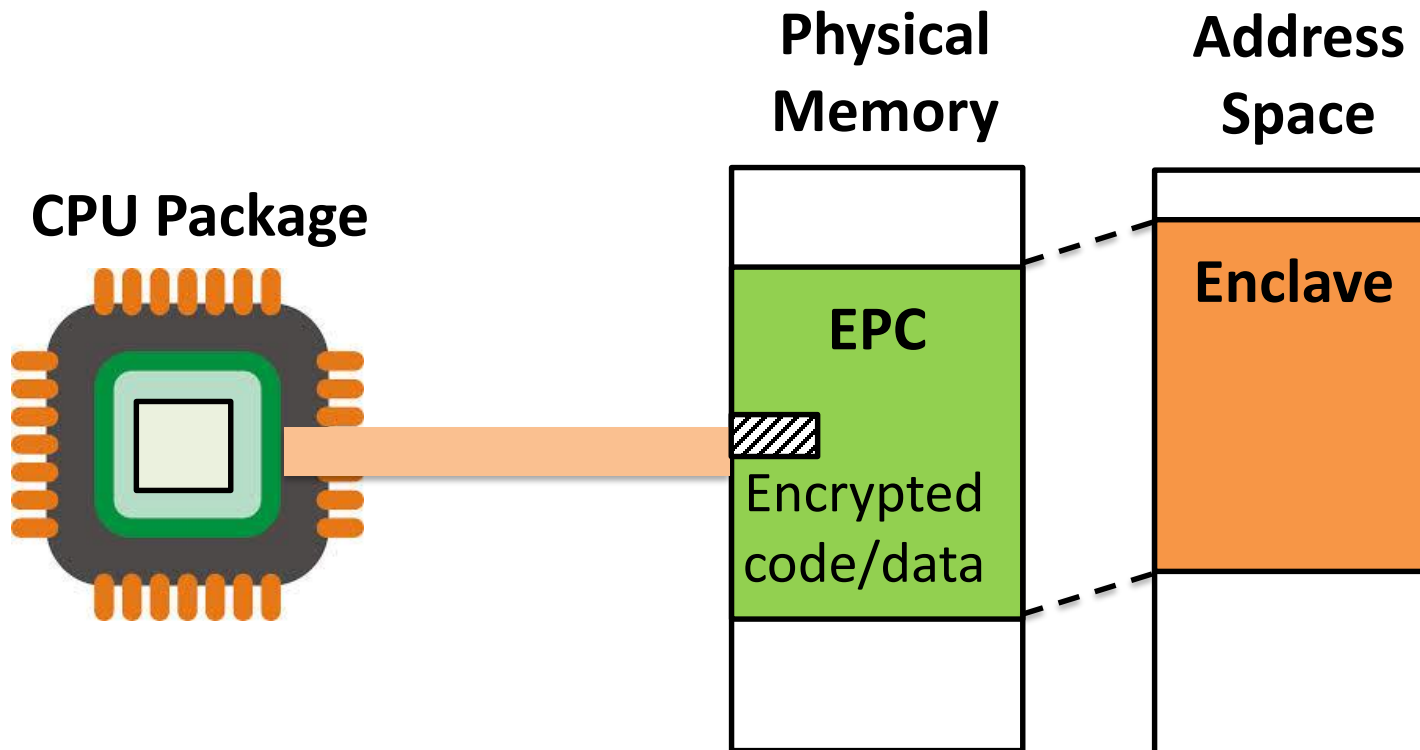 Physical
Memory
Address
Space
CPU Package
EPC
Encrypted
code/data
Enclave